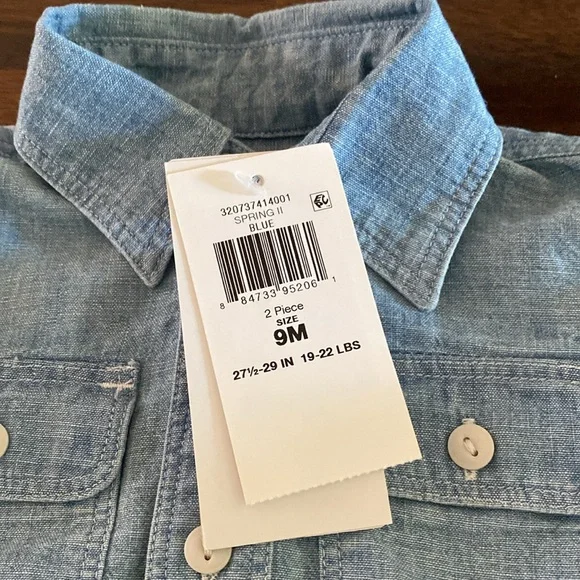 320737414001
SPRING II
BLUE
8 84733 95206 1
2 Piece
SIZE
9M
27½-29 IN 19-22 LBS